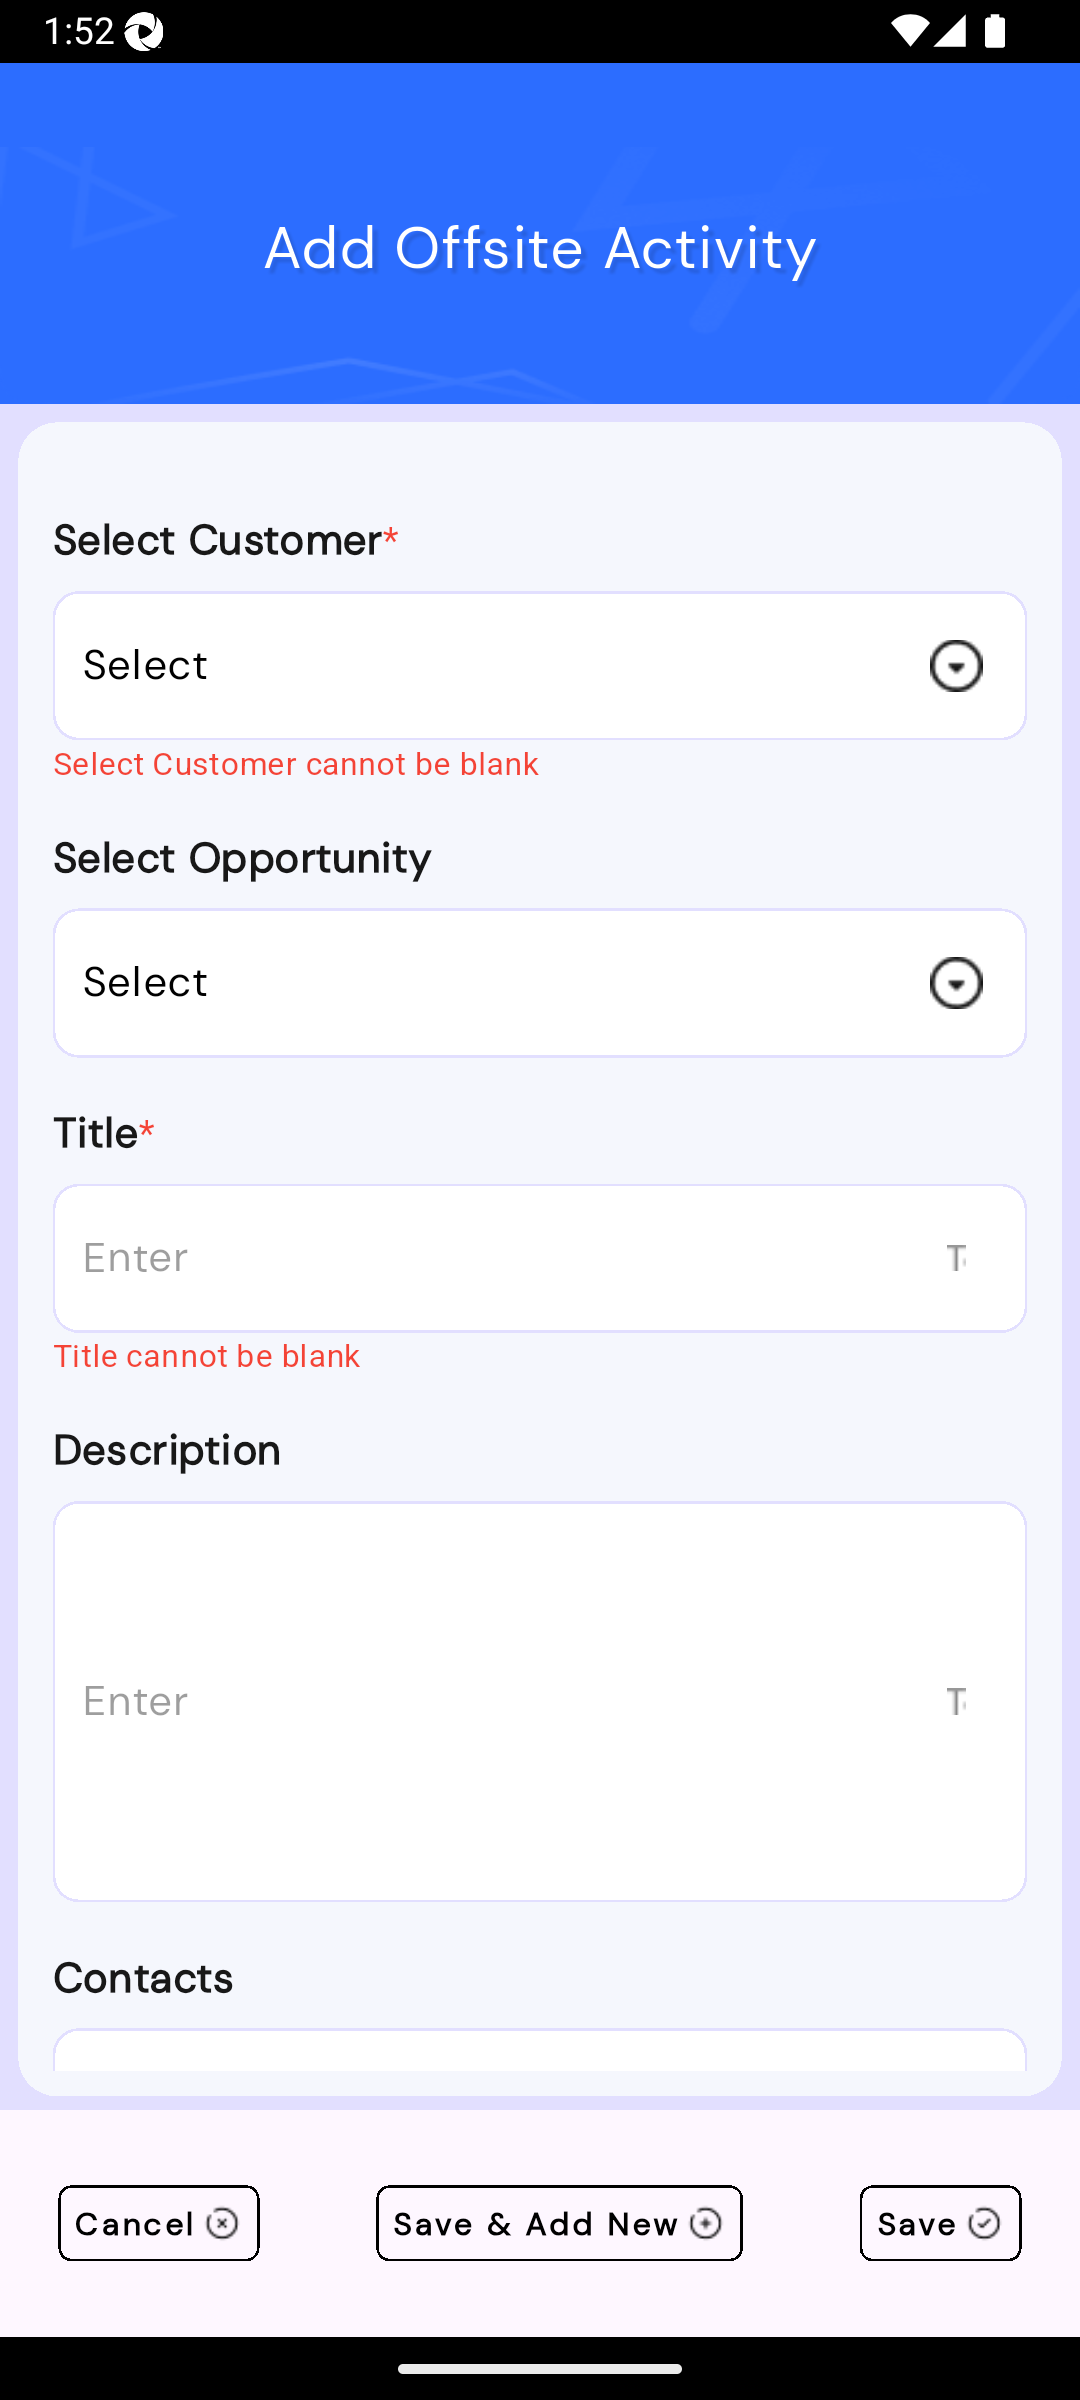 1:52
Add Offsite Activity
Select Customer*
Select
Select Customer cannot be blank
Select Opportunity
Select
Title*
Enter
Title cannot be blank
Description
Enter
Contacts
Cancel
Save & Add New
Save